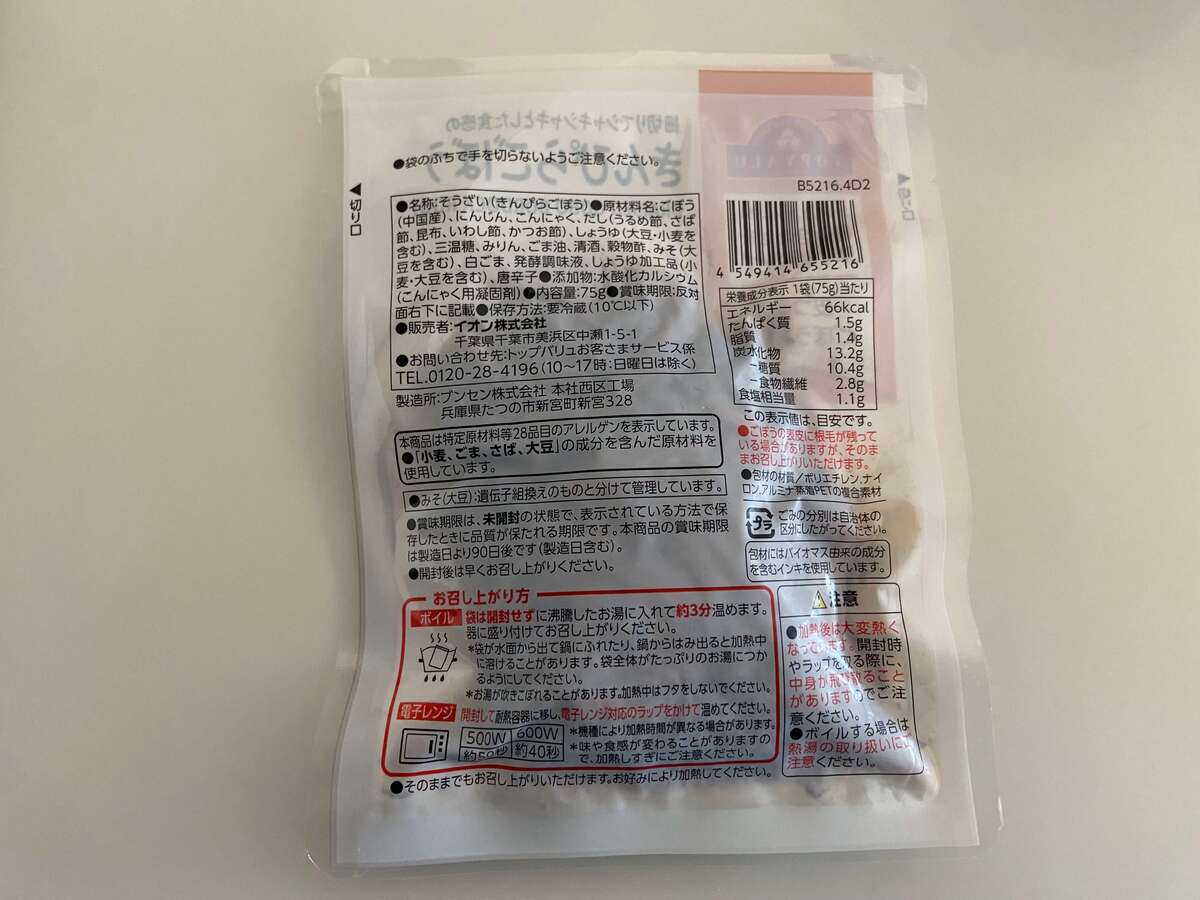 ●袋のふちで手を切らないようご注意ください。
◀切り口
B5216.4D2
4 549414 655216
●名称:そうざい(きんぴらごぼう)●原材料名:ごぼう
(中国産)、にんじん、こんにゃく、だし(うるめ節、さば
節、昆布、いわし節、かつお節)、しょうゆ(大豆・小麦を
含む)、三温糖、みりん、ごま油、清酒、穀物酢、みそ(大
豆を含む)、白ごま、発酵調味液、しょうゆ加工品(小
麦・大豆を含む)、唐辛子●添加物:水酸化カルシウム
(こんにゃく用凝固剤)●内容量:75g●賞味期限:反対
面右下に記載●保存方法:要冷蔵(10℃以下)
●販売者:イオン株式会社
千葉県千葉市美浜区中瀬1-5-1
●お問い合わせ先:トップバリュお客さまサービス係
TEL.0120-28-4196(10〜17時:日曜日は除く)
製造所:ブンセン株式会社 本社西区工場
兵庫県たつの市新宮町新宮328
本商品は特定原材料等28品目のアレルゲンを表示しています。
●「小麦、ごま、さば、大豆」の成分を含んだ原材料を
使用しています。
●みそ(大豆):遺伝子組換えのものと分けて管理しています。
●賞味期限は、未開封の状態で、表示されている方法で保
存したときに品質が保たれる期限です。本商品の賞味期限
は製造日より90日後です(製造日含む)。
●開封後は早くお召し上がりください。
栄養成分表示 1袋(75g)当たり
エネルギー 66kcal
たんぱく質 1.5g
脂質 1.4g
炭水化物 13.2g
-糖質 10.4g
-食物繊維 2.8g
食塩相当量 1.1g
この表示値は、目安です。
●ごぼうの表皮に根毛が残って
いる場合がありますが、そのま
まお召し上がりいただけます。
●包材の材質/ポリエチレン、ナイ
ロン、アルミナ蒸着PETの複合素材
プラ
ごみの分別は自治体の
区分にしたがってください。
包材にはバイオマス由来の成分
を含むインキを使用しています。
お召し上がり方
ボイル 袋は開封せずに沸騰したお湯に入れて約3分温めます。
器に盛り付けてお召し上がりください。
*袋が水面から出て鍋にふれたり、鍋からはみ出ると加熱中
に溶けることがあります。袋全体がたっぷりのお湯につか
るようにしてください。
*お湯が吹きこぼれることがあります。加熱中はフタをしないでください。
電子レンジ 開封して耐熱容器に移し、電子レンジ対応のラップをかけて温めてください。
500W 600W
約50秒 約40秒
*機種により加熱時間が異なる場合があります。
*味や食感が変わることがありますの
で、加熱しすぎにご注意ください。
●そのままでもお召し上がりいただけます。お好みにより加熱してください。
⚠注意
●加熱後は大変熱く
なっています。開封時
やラップを取る際に、
中身が飛び散ること
がありますのでご注
意ください。
●ボイルする場合は
熱湯の取り扱いにご
注意ください。